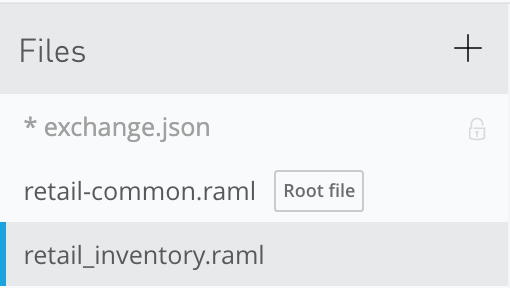 Files
* exchange.json
retail-common.raml Root file
retail_inventory.raml